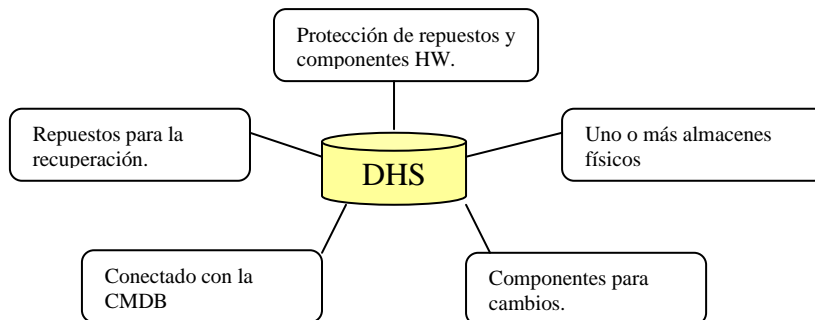 Protección de repuestos y
componentes HW.
Repuestos para la
recuperación.
Uno o más almacenes
físicos
DHS
Conectado con la
CMDB
Componentes para
cambios.